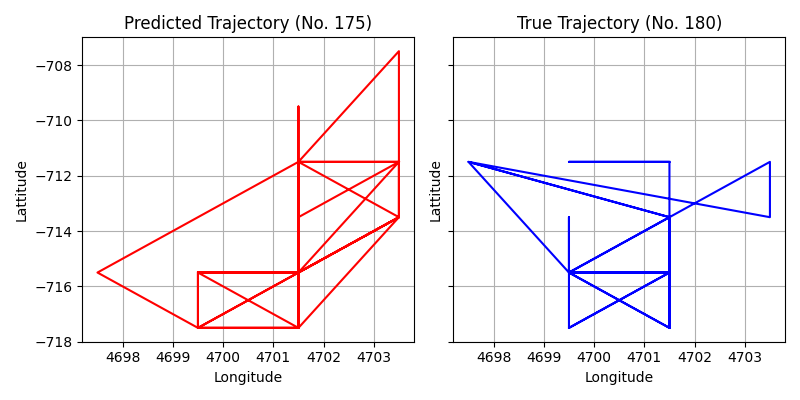 Predicted Trajectory (No. 175)
True Trajectory (No. 180)
−708
−710
−712
−714
−716
−718
Lattitude
Lattitude
4698 4699 4700 4701 4702 4703
4698 4699 4700 4701 4702 4703
Longitude
Longitude